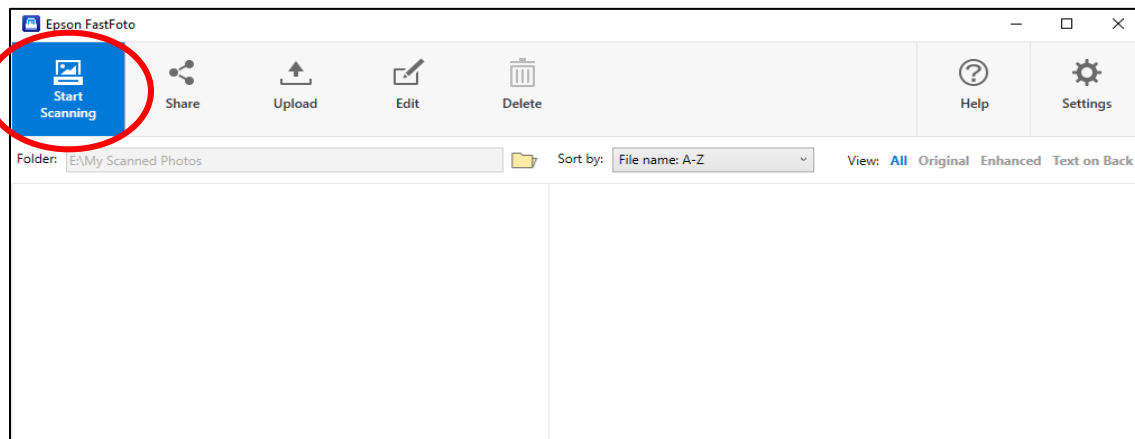 Epson FastFoto
Start
Scanning
Share
Upload
Edit
Delete
Help
Settings
Folder: E:\My Scanned Photos Sort by: File name: A-Z View: All Original Enhanced Text on Back